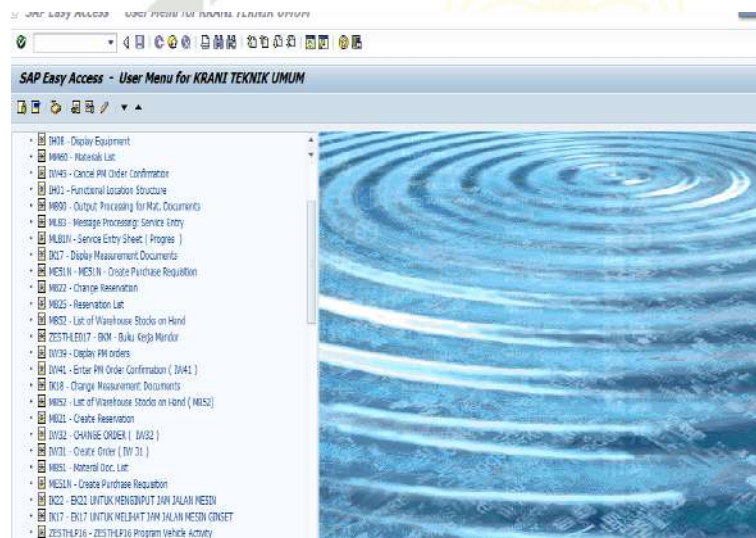 SAP Easy Access - User Menu for KRANI TEKNIK UMUM
SAP Easy Access - User Menu for KRANI TEKNIK UMUM
IH08 - Display Equipment
MM60 - Materials List
IW45 - Cancel PM Order Confirmation
IH01 - Functional Location Structure
MB90 - Output Processing for Mat. Documents
ML83 - Message Processing: Service Entry
ML81N - Service Entry Sheet ( Progres )
IK17 - Display Measurement Documents
ME51N - ME51N - Create Purchase Requisition
MB22 - Change Reservation
MB25 - Reservation List
MB52 - List of Warehouse Stocks on Hand
ZESTHLE017 - BKM - Buku Kerja Mandor
IW39 - Display PM orders
IW41 - Enter PM Order Confirmation ( IW41 )
IK18 - Change Measurement Documents
MB52 - List of Warehouse Stocks on Hand ( MB52)
MB21 - Create Reservation
IW32 - CHANGE ORDER ( IW32 )
IW31 - Create Order ( IW 31 )
MB51 - Material Doc. List
ME51N - Create Purchase Requisition
IK22 - EK22 UNTUK MENGINPUT JAM JALAN MESIN
IK17 - EK17 UNTUK MELIHAT JAM JALAN MESIN GINSET
ZESTHLP16 - ZESTHLP16 Program Vehicle Activity